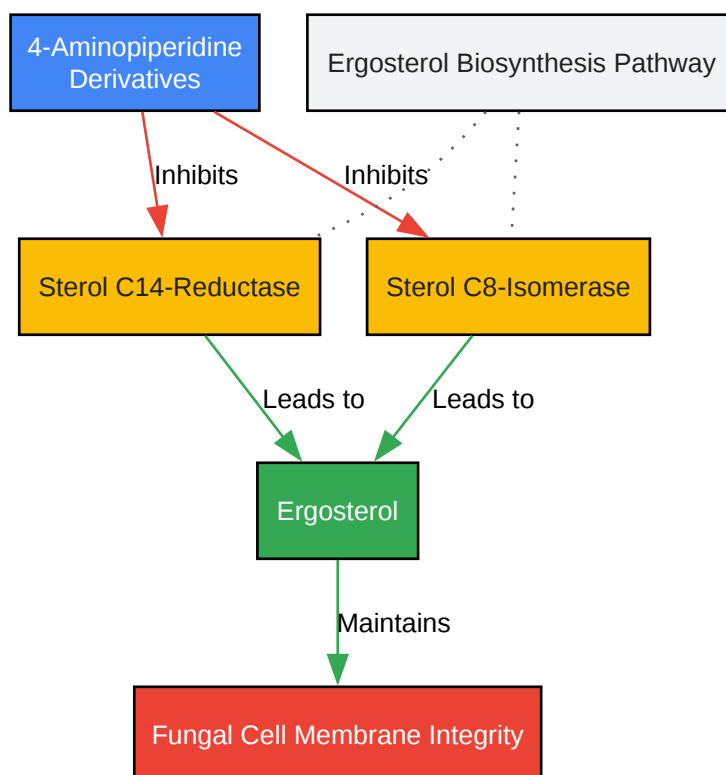 4-Aminopiperidine
Derivatives
Ergosterol Biosynthesis Pathway
Inhibits
Inhibits
Sterol C14-Reductase
Sterol C8-Isomerase
Leads to
Leads to
Ergosterol
Maintains
Fungal Cell Membrane Integrity